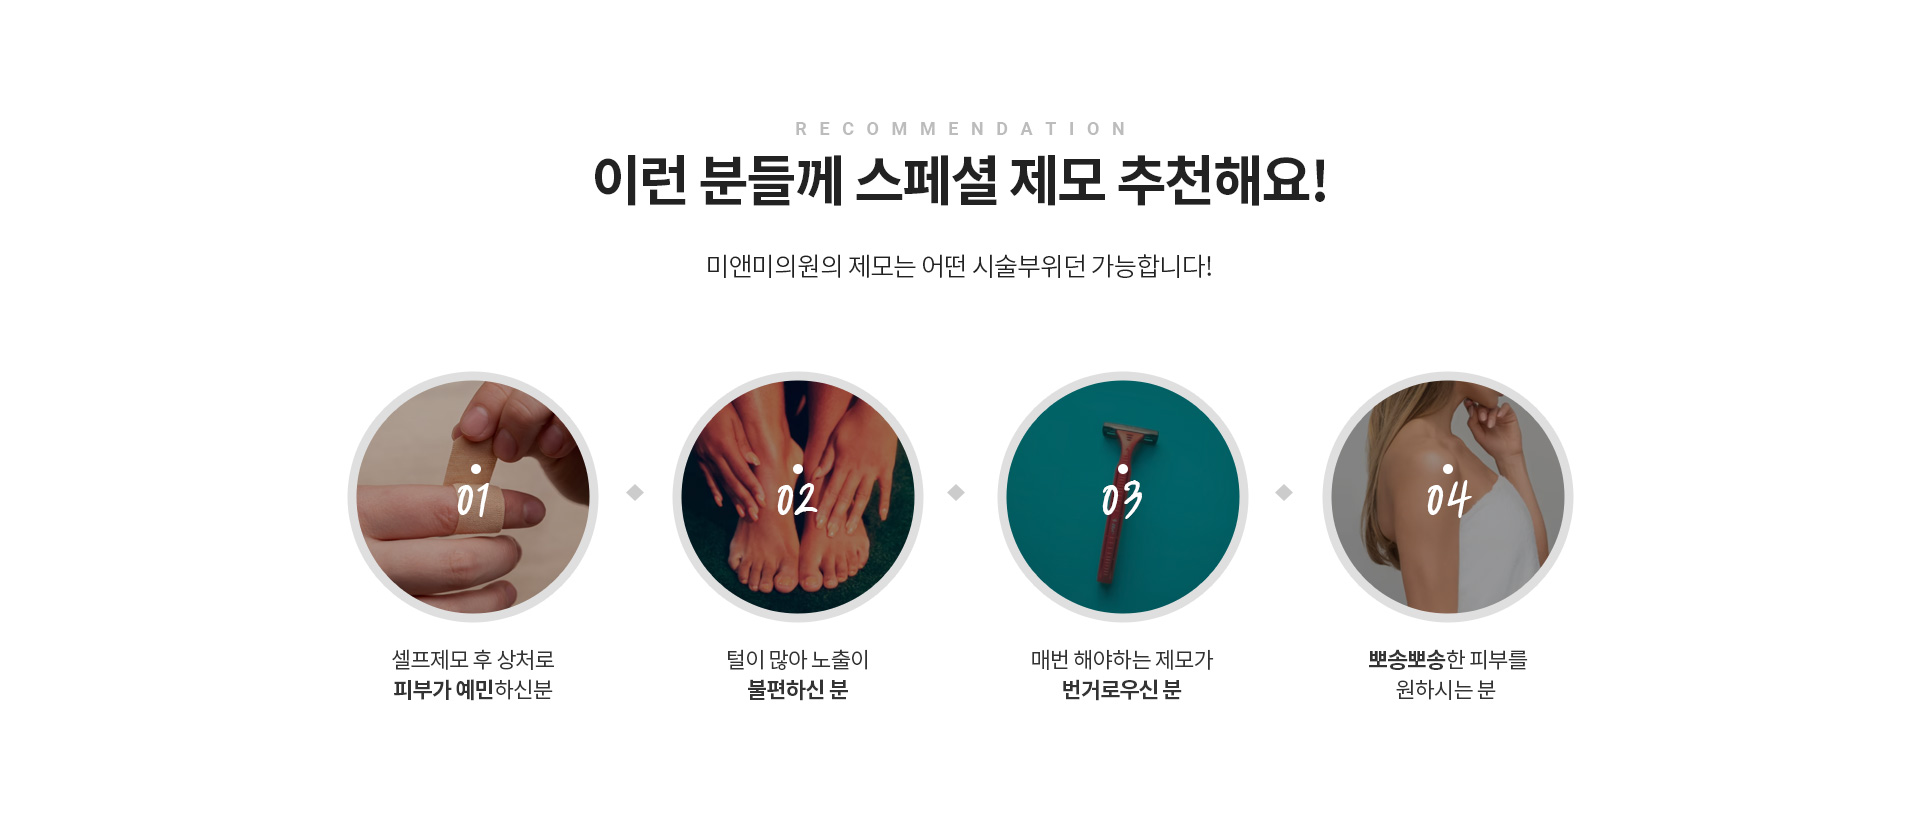 RECOMMENDATION
이런 분들께 스페셜 제모 추천해요!
미앤미의원의 제모는 어떤 시술부위던 가능합니다!
01
02
03
04
셀프제모 후 상처로
피부가 예민하신분
털이 많아 노출이
불편하신 분
매번 해야하는 제모가
번거로우신 분
뽀송뽀송한 피부를
원하시는 분